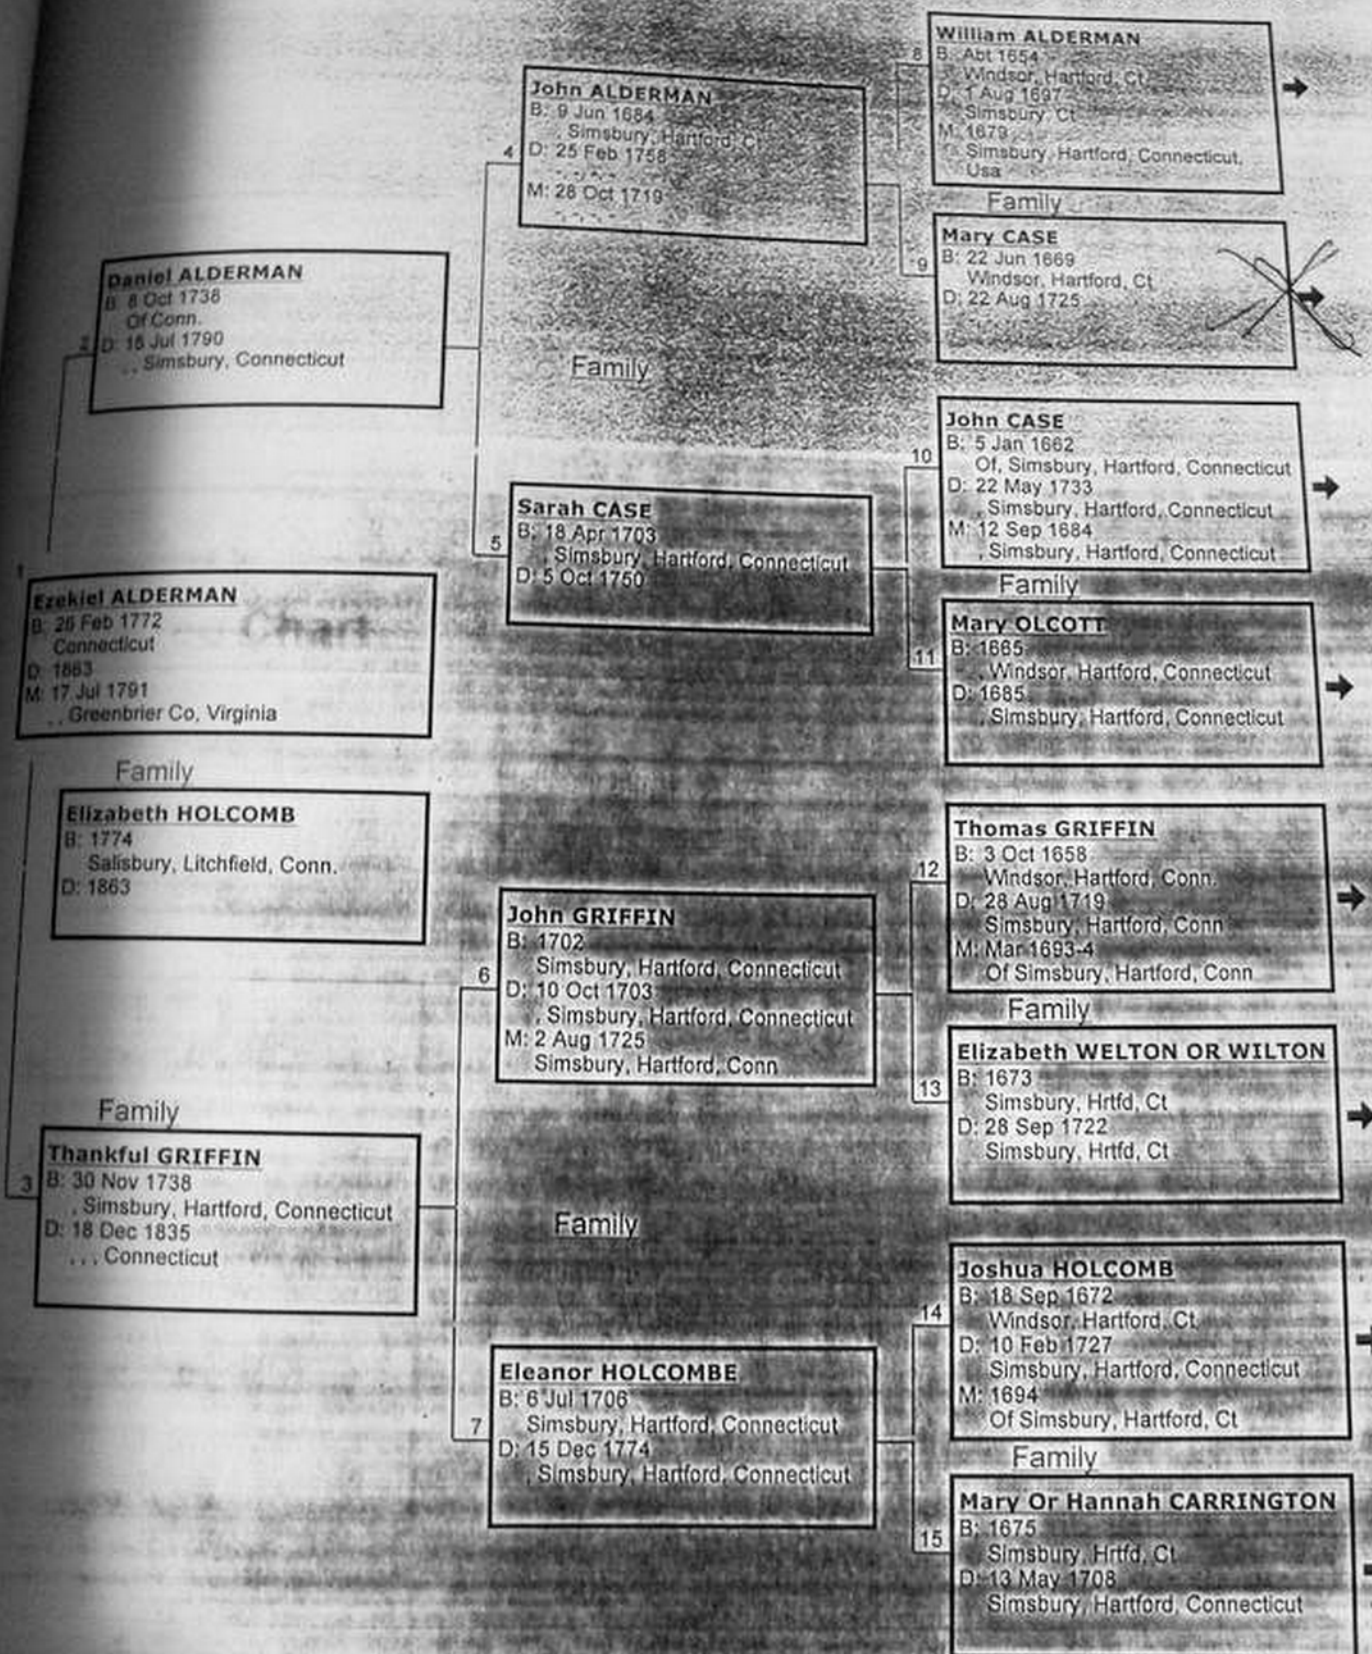 1
Ezekiel ALDERMAN
B: 26 Feb 1772
Connecticut
D: 1863
M: 17 Jul 1791
, , Greenbrier Co, Virginia
Chart
Family
Elizabeth HOLCOMB
B: 1774
Salisbury, Litchfield, Conn.
D: 1863
2
Daniel ALDERMAN
B: 8 Oct 1738
Of Conn.
D: 15 Jul 1790
, , Simsbury, Connecticut
Family
3
Thankful GRIFFIN
B: 30 Nov 1738
, Simsbury, Hartford, Connecticut
D: 18 Dec 1835
, , , Connecticut
4
John ALDERMAN
B: 9 Jun 1684
, Simsbury, Hartford, Ct
D: 25 Feb 1758
, , , ,
M: 28 Oct 1719
, , , ,
Family
5
Sarah CASE
B: 18 Apr 1703
, Simsbury, Hartford, Connecticut
D: 5 Oct 1750
6
John GRIFFIN
B: 1702
Simsbury, Hartford, Connecticut
D: 10 Oct 1703
, Simsbury, Hartford, Connecticut
M: 2 Aug 1725
Simsbury, Hartford, Conn
Family
7
Eleanor HOLCOMBE
B: 6 Jul 1706
Simsbury, Hartford, Connecticut
D: 15 Dec 1774
, Simsbury, Hartford, Connecticut
8
William ALDERMAN
B: Abt 1654
Windsor, Hartford, Ct
D: 1 Aug 1697
Simsbury, Ct
M: 1679
Simsbury, Hartford, Connecticut,
Usa
Family
9
Mary CASE
B: 22 Jun 1669
Windsor, Hartford, Ct
D: 22 Aug 1725
10
John CASE
B: 5 Jan 1662
Of, Simsbury, Hartford, Connecticut
D: 22 May 1733
, Simsbury, Hartford, Connecticut
M: 12 Sep 1684
, Simsbury, Hartford, Connecticut
Family
11
Mary OLCOTT
B: 1665
, Windsor, Hartford, Connecticut
D: 1685
, Simsbury, Hartford, Connecticut
12
Thomas GRIFFIN
B: 3 Oct 1658
Windsor, Hartford, Conn.
D: 28 Aug 1719
Simsbury, Hartford, Conn
M: Mar 1693-4
Of Simsbury, Hartford, Conn
Family
13
Elizabeth WELTON OR WILTON
B: 1673
Simsbury, Hrtfd, Ct
D: 28 Sep 1722
Simsbury, Hrtfd, Ct
14
Joshua HOLCOMB
B: 18 Sep 1672
Windsor, Hartford, Ct
D: 10 Feb 1727
Simsbury, Hartford, Connecticut
M: 1694
Of Simsbury, Hartford, Ct
Family
15
Mary Or Hannah CARRINGTON
B: 1675
Simsbury, Hrtfd, Ct
D: 13 May 1708
Simsbury, Hartford, Connecticut